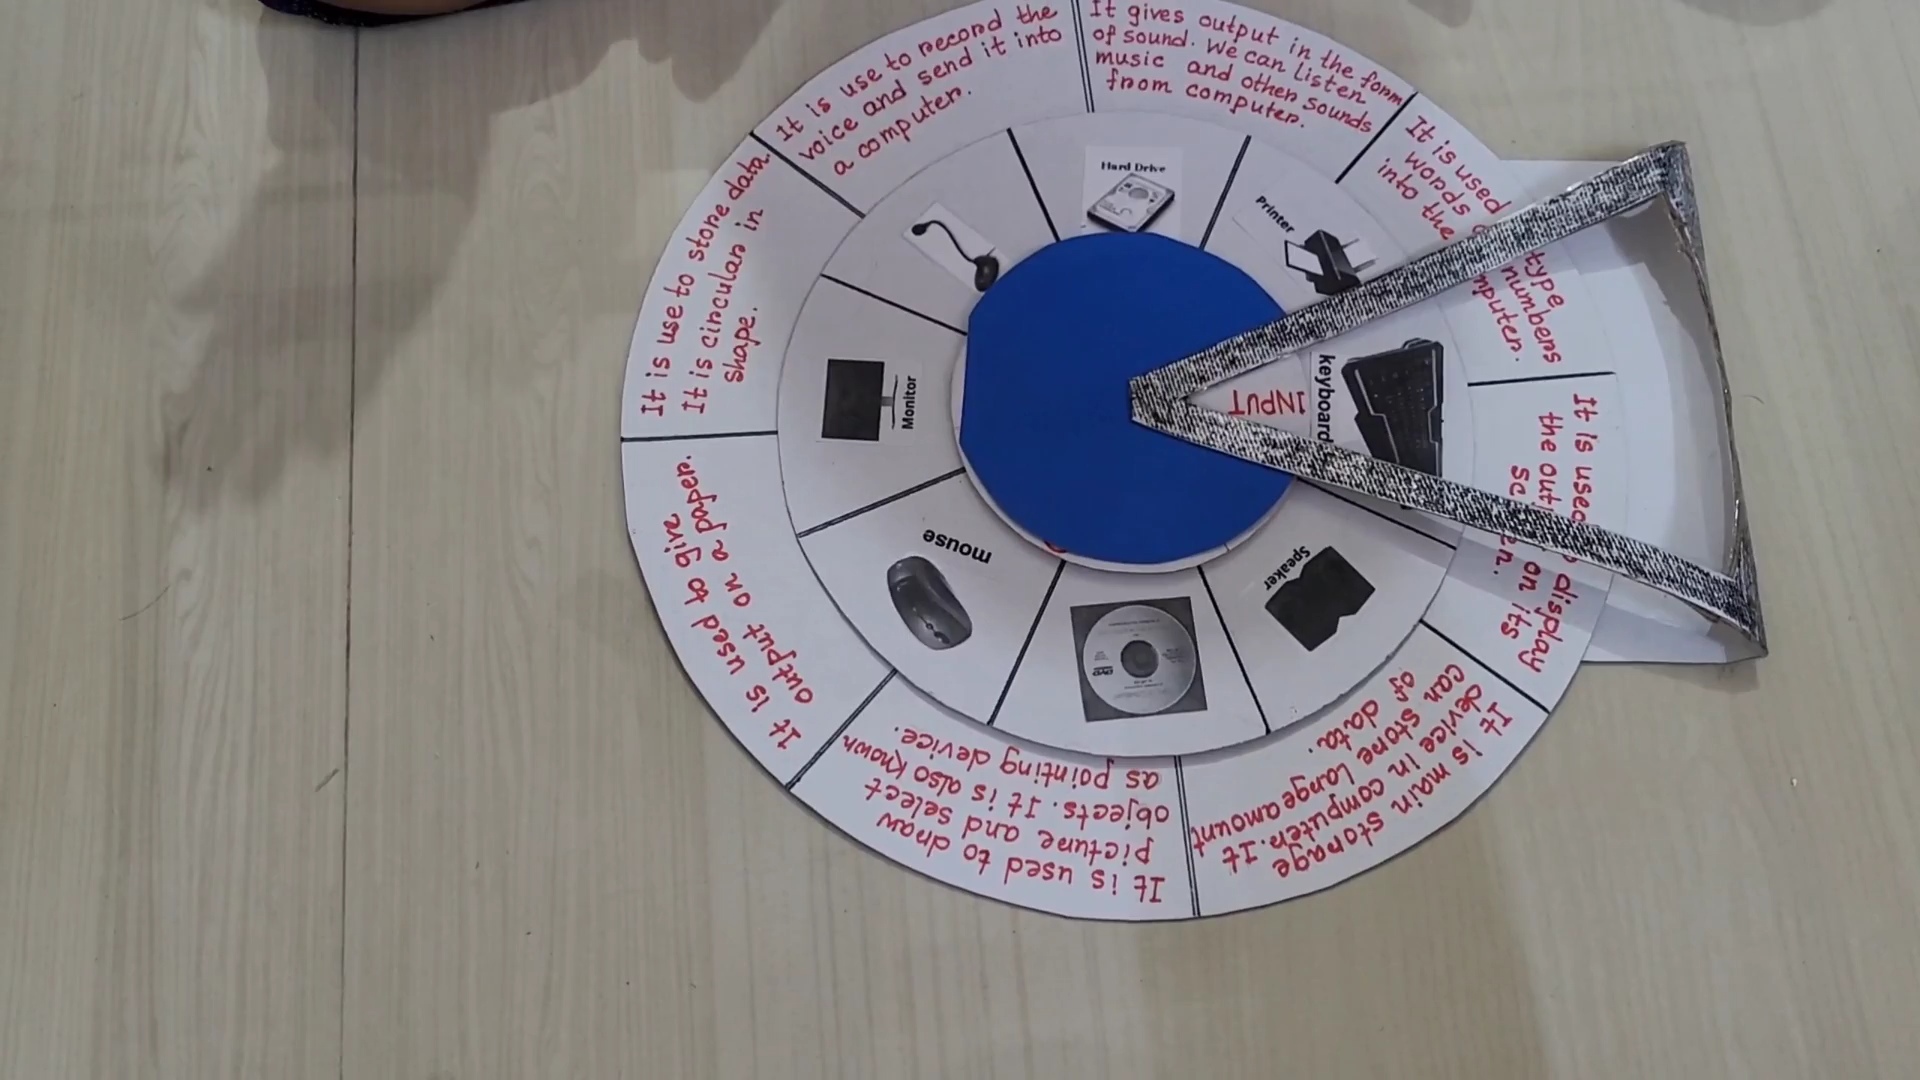 It is use to record the
voice and send it into
a computer.
It gives output in the form
of sound. We can listen
music and other sounds
from computer.
It is used
words
into the
type
numbers
It is used display
the on its
It is main storage
device in computer. It
can store large amount
of data.
It is used to draw
picture and select
objects. It is also known
as pointing device.
It is used to give
output on a paper.
It is use to store data.
It is circular in
shape.
Hard Drive
Printer
keyboard
INPUT
Speaker
DVD
mouse
Monitor